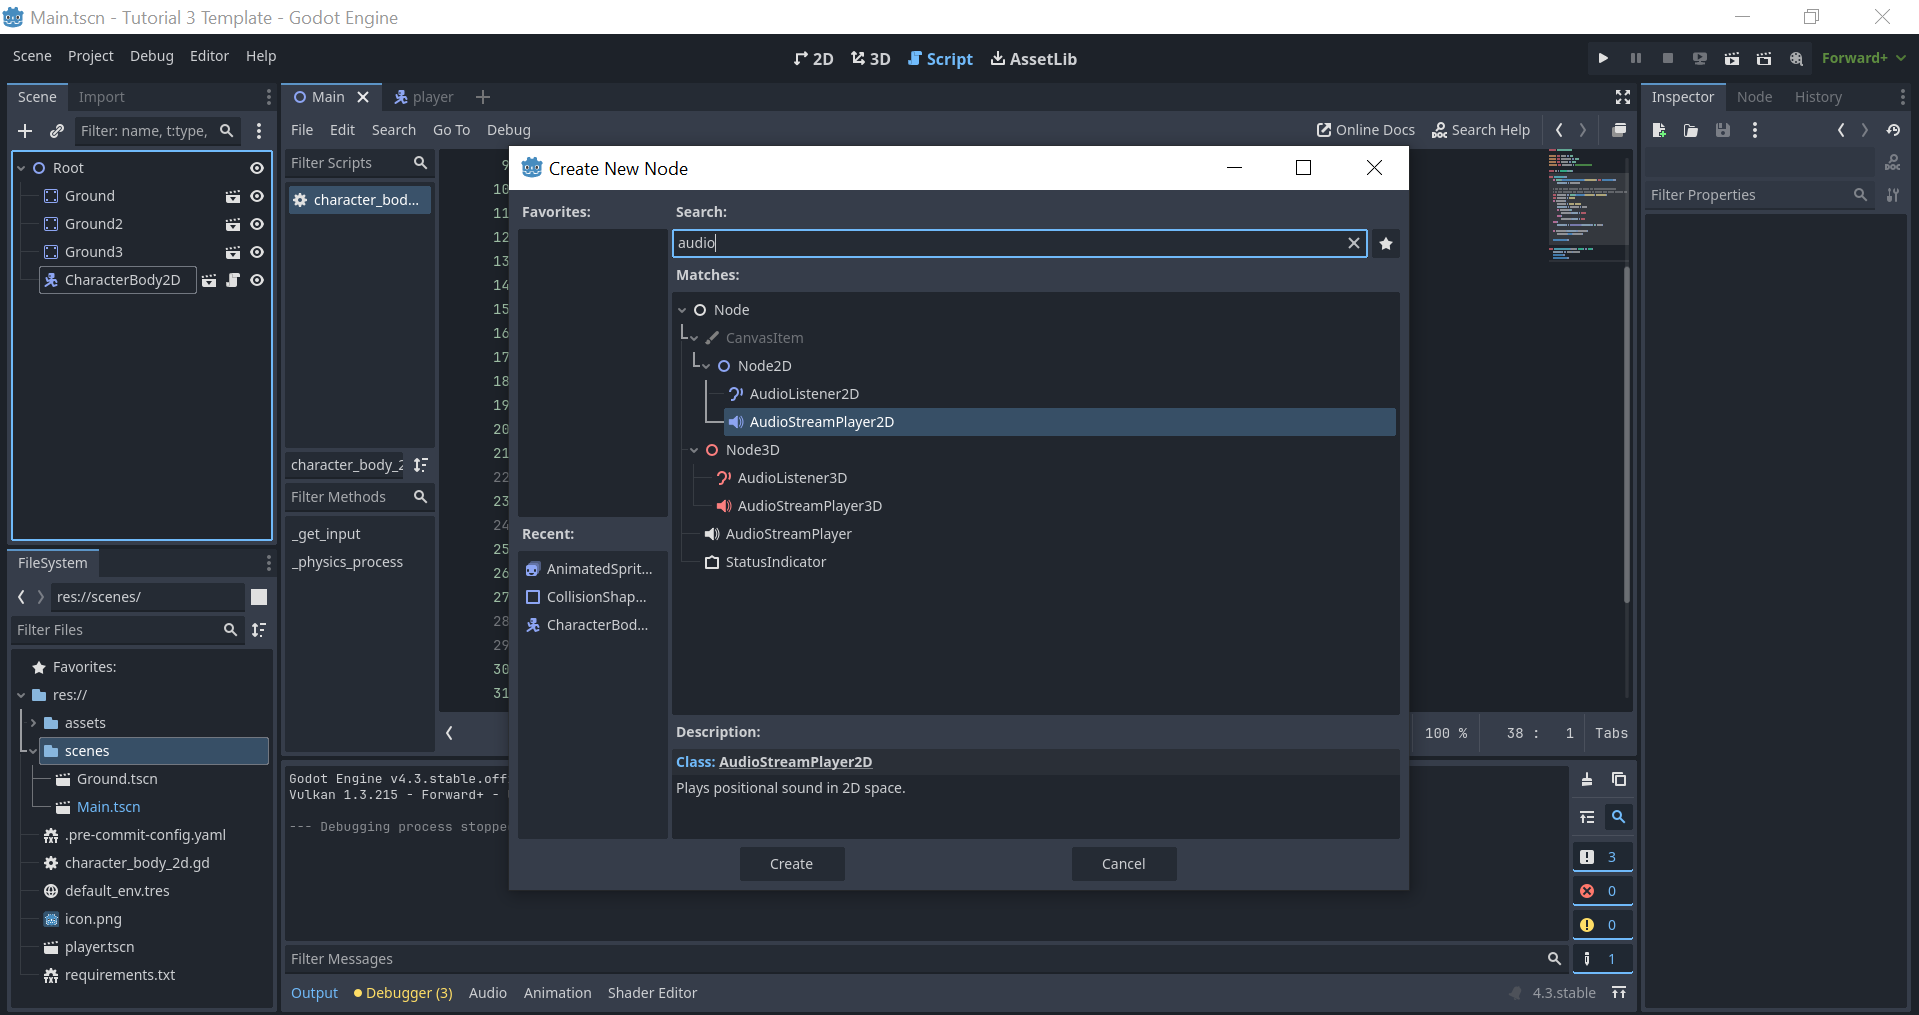 Main.tscn - Tutorial 3 Template - Godot Engine
Scene Project Debug Editor Help
2D 3D Script AssetLib
Forward+
Scene Import
Filter: name, t:type,
Root
Ground
Ground2
Ground3
CharacterBody2D
FileSystem
res://scenes/
Filter Files
Favorites:
res://
assets
scenes
Ground.tscn
Main.tscn
.pre-commit-config.yaml
character_body_2d.gd
default_env.tres
icon.png
player.tscn
requirements.txt
Main player
File Edit Search Go To Debug
Online Docs Search Help
Filter Scripts
character_bod...
character_body_2
Filter Methods
_get_input
_physics_process
9
10
11
12
13
14
15
16
17
18
19
20
21
22
23
24
25
26
27
28
29
30
31
Create New Node
Favorites:
Recent:
AnimatedSprit...
CollisionShap...
CharacterBod...
Search:
audio
Matches:
Node
CanvasItem
Node2D
AudioListener2D
AudioStreamPlayer2D
Node3D
AudioListener3D
AudioStreamPlayer3D
AudioStreamPlayer
StatusIndicator
Description:
Class: AudioStreamPlayer2D
Plays positional sound in 2D space.
Create Cancel
100 % 38 : 1 Tabs
Godot Engine v4.3.stable.off
Vulkan 1.3.215 - Forward+ -
--- Debugging process stoppe
3
0
0
1
Filter Messages
Output Debugger (3) Audio Animation Shader Editor
4.3.stable
Inspector Node History
DOC
Filter Properties